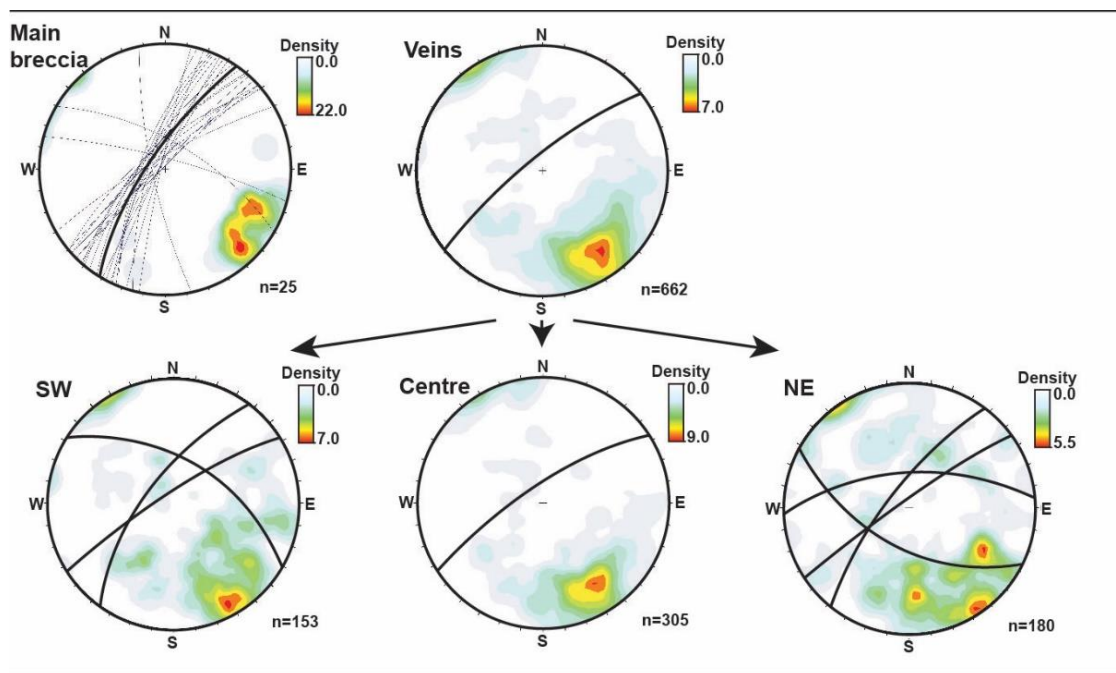 Main
breccia
N
Density
0.0
22.0
W
E
S
n=25
Veins
N
Density
0.0
7.0
W
E
S
n=662
SW
N
Density
0.0
7.0
W
E
S
n=153
Centre
N
Density
0.0
9.0
W
E
S
n=305
NE
N
Density
0.0
5.5
W
E
S
n=180